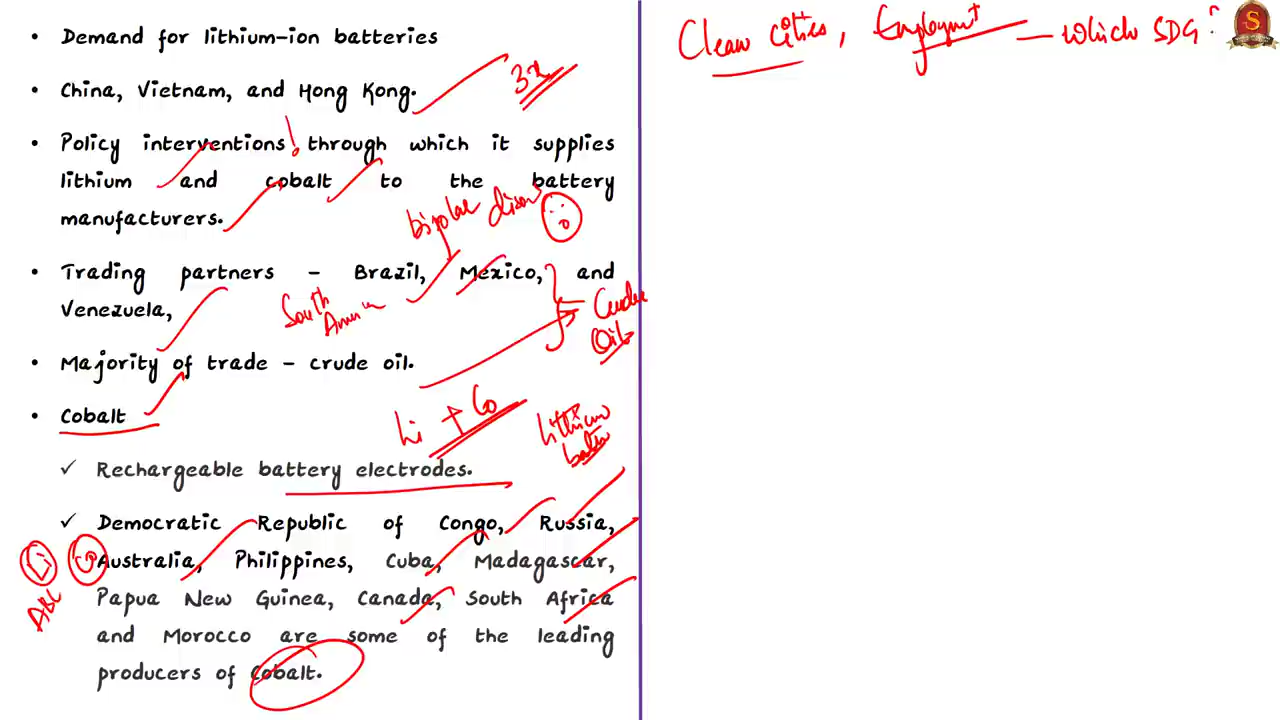 • Demand for lithium-ion batteries
• China, Vietnam, and Hong Kong.
3x
• Policy interventions! through which it supplies
lithium and cobalt to the battery
manufacturers.
bipolar
• Trading partners - Brazil, Mexico, and
Venezuela,
South
America
Crude
Oil
• Majority of trade - crude oil.
• Cobalt
Li + Co
Lithium
✓ Rechargeable battery electrodes.
✓ Democratic Republic of Congo, Russia,
Australia, Philippines, Cuba, Madagascar,
Papua New Guinea, Canada, South Africa
and Morocco are some of the leading
producers of Cobalt.
ABC
Clean Cities, Employment — which SDG?
S